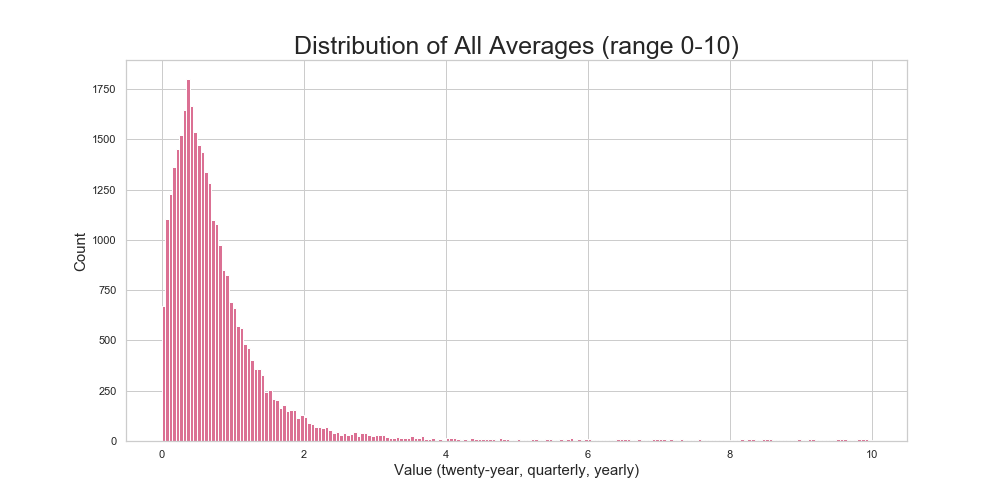 Distribution of All Averages (range 0-10)
1750
1500
1250
1000
750
500
250
0
Count
0 2 4 6 8 10
Value (twenty-year, quarterly, yearly)